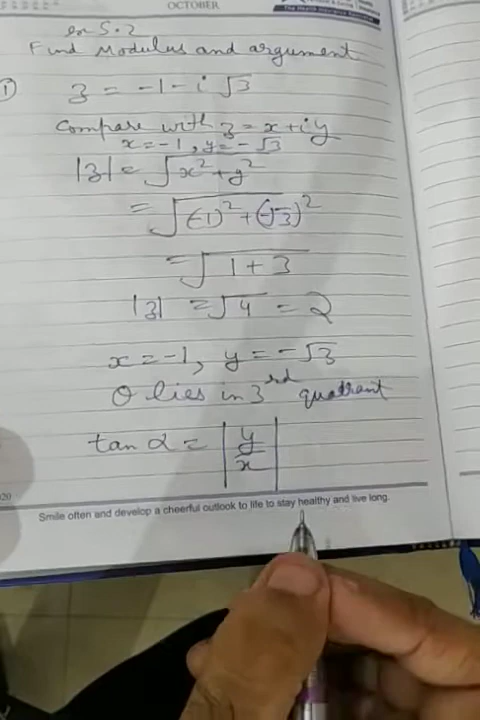 OCTOBER
ex 5.2
Find Modulus and argument
① z = -1 - i √3
Compare with z = x + iy
x = -1, y = -√3
|z| = √x² + y²
= √(-1)² + (-√3)²
= √1 + 3
|z| = √4 = 2
x = -1, y = -√3
θ lies in 3rd quadrant
tan α = |y/x|
Smile often and develop a cheerful outlook to life to stay healthy and live long.